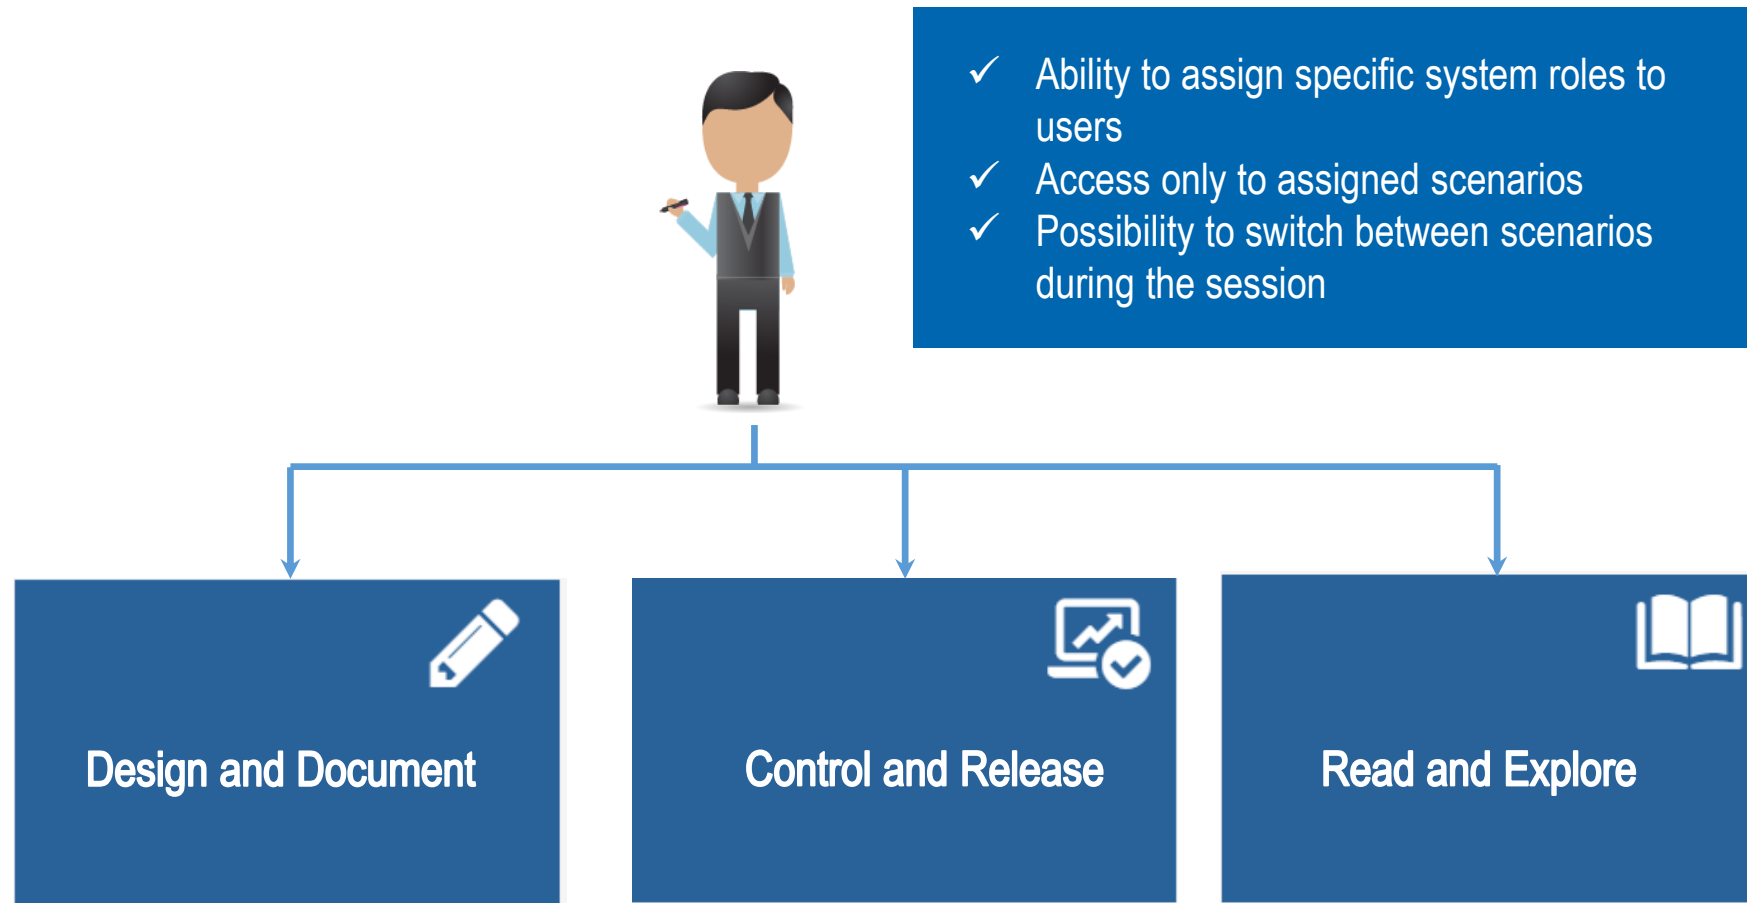 ✓ Ability to assign specific system roles to
users
✓ Access only to assigned scenarios
✓ Possibility to switch between scenarios
during the session
Design and Document
Control and Release
Read and Explore